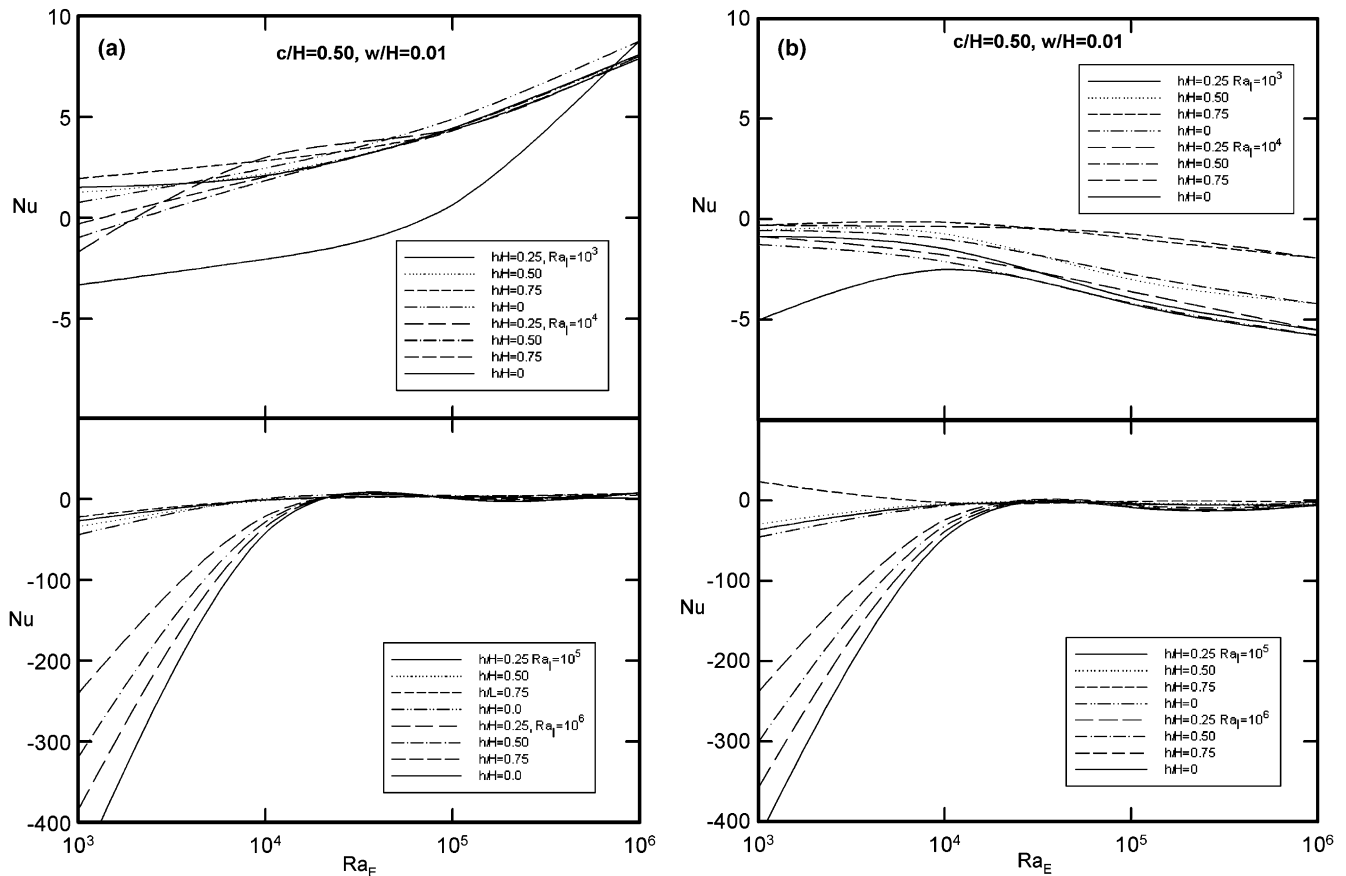 (a)
c/H=0.50, w/H=0.01
10
5
0
-5
Nu
h/H=0.25, Ra_I=10^3
h/H=0.50
h/H=0.75
h/H=0
h/H=0.25, Ra_I=10^4
h/H=0.50
h/H=0.75
h/H=0
0
-100
-200
-300
-400
Nu
h/H=0.25 Ra_I=10^5
h/H=0.50
h/L=0.75
h/H=0.0
h/H=0.25, Ra_I=10^6
h/H=0.50
h/H=0.75
h/H=0.0
10^3
10^4
10^5
10^6
Ra_E
(b)
c/H=0.50, w/H=0.01
10
5
0
-5
Nu
h/H=0.25 Ra_I=10^3
h/H=0.50
h/H=0.75
h/H=0
h/H=0.25 Ra_I=10^4
h/H=0.50
h/H=0.75
h/H=0
0
-100
-200
-300
-400
Nu
h/H=0.25 Ra_I=10^5
h/H=0.50
h/H=0.75
h/H=0
h/H=0.25 Ra_I=10^6
h/H=0.50
h/H=0.75
h/H=0
10^3
10^4
10^5
10^6
Ra_E